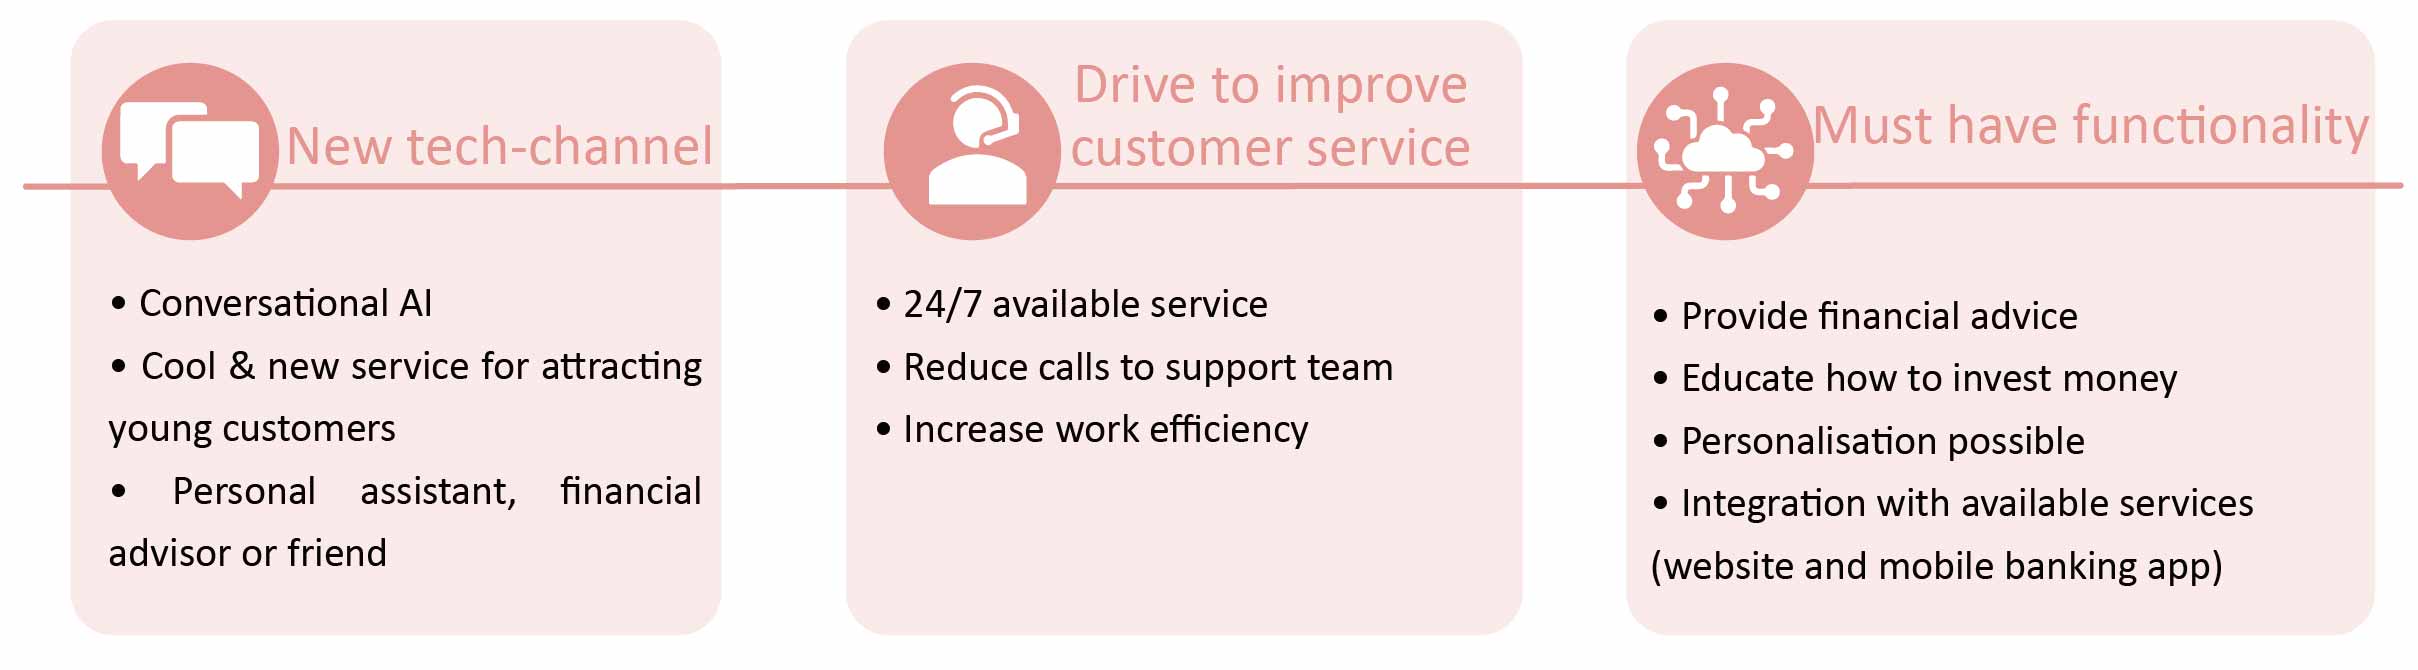 New tech-channel
• Conversational AI
• Cool & new service for attracting
young customers
• Personal assistant, financial
advisor or friend
Drive to improve
customer service
• 24/7 available service
• Reduce calls to support team
• Increase work efficiency
Must have functionality
• Provide financial advice
• Educate how to invest money
• Personalisation possible
• Integration with available services
(website and mobile banking app)